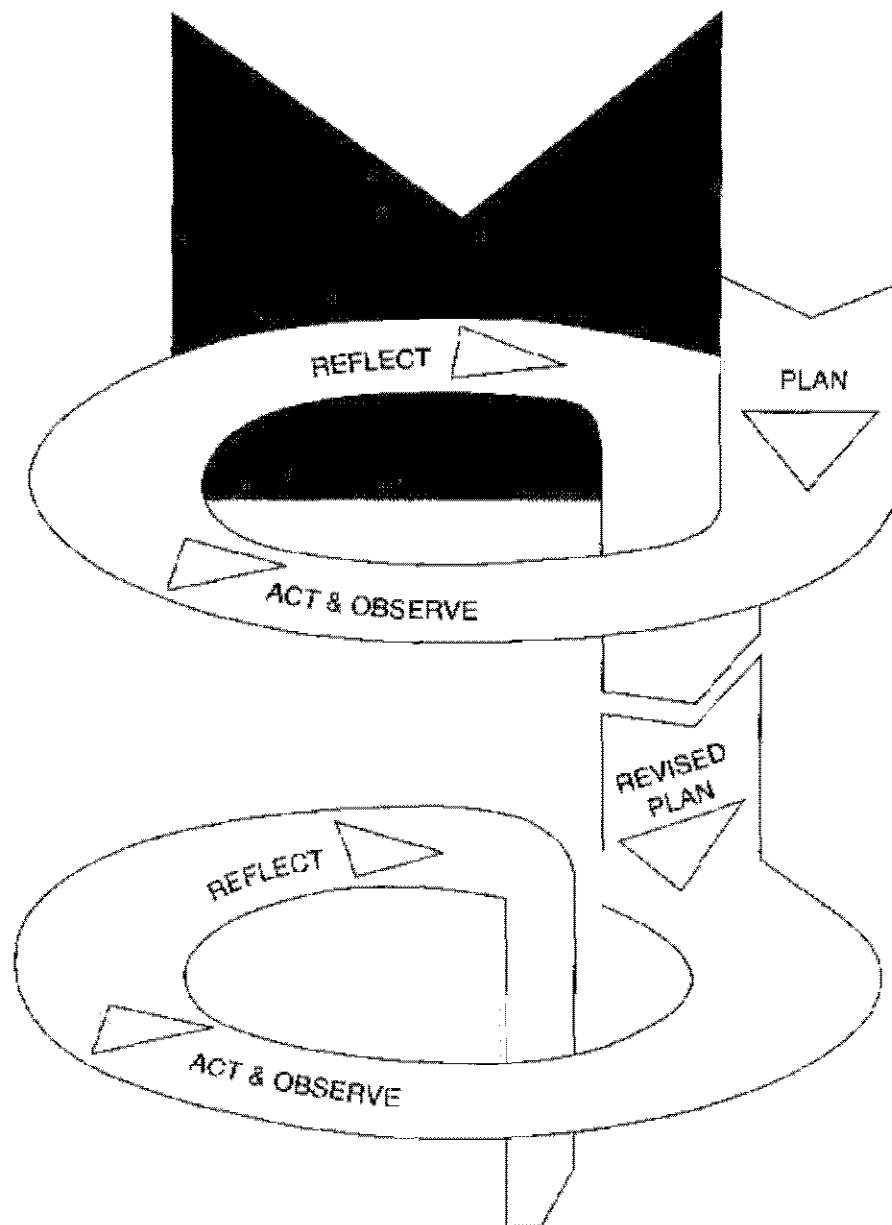 REFLECT
PLAN
ACT & OBSERVE
REVISED
PLAN
REFLECT
ACT & OBSERVE